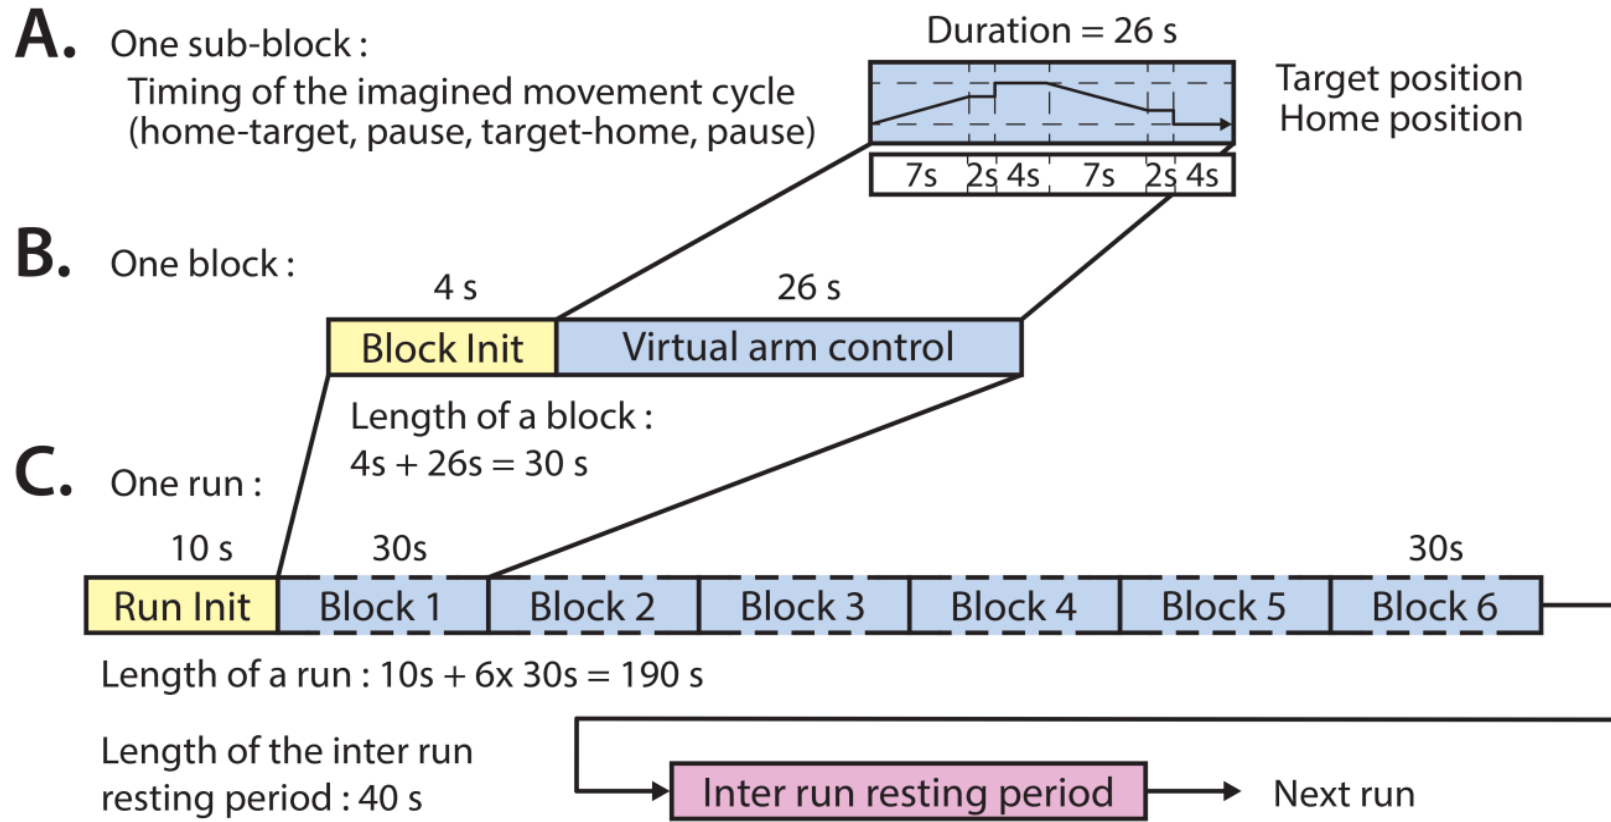 A. One sub-block :
Duration = 26 s
Timing of the imagined movement cycle
(home-target, pause, target-home, pause)
Target position
Home position
7s 2s 4s 7s 2s 4s
B. One block :
4 s 26 s
Block Init Virtual arm control
Length of a block :
4s + 26s = 30 s
C. One run :
10 s 30s 30s
Run Init Block 1 Block 2 Block 3 Block 4 Block 5 Block 6
Length of a run : 10s + 6x 30s = 190 s
Length of the inter run
resting period : 40 s
Inter run resting period Next run